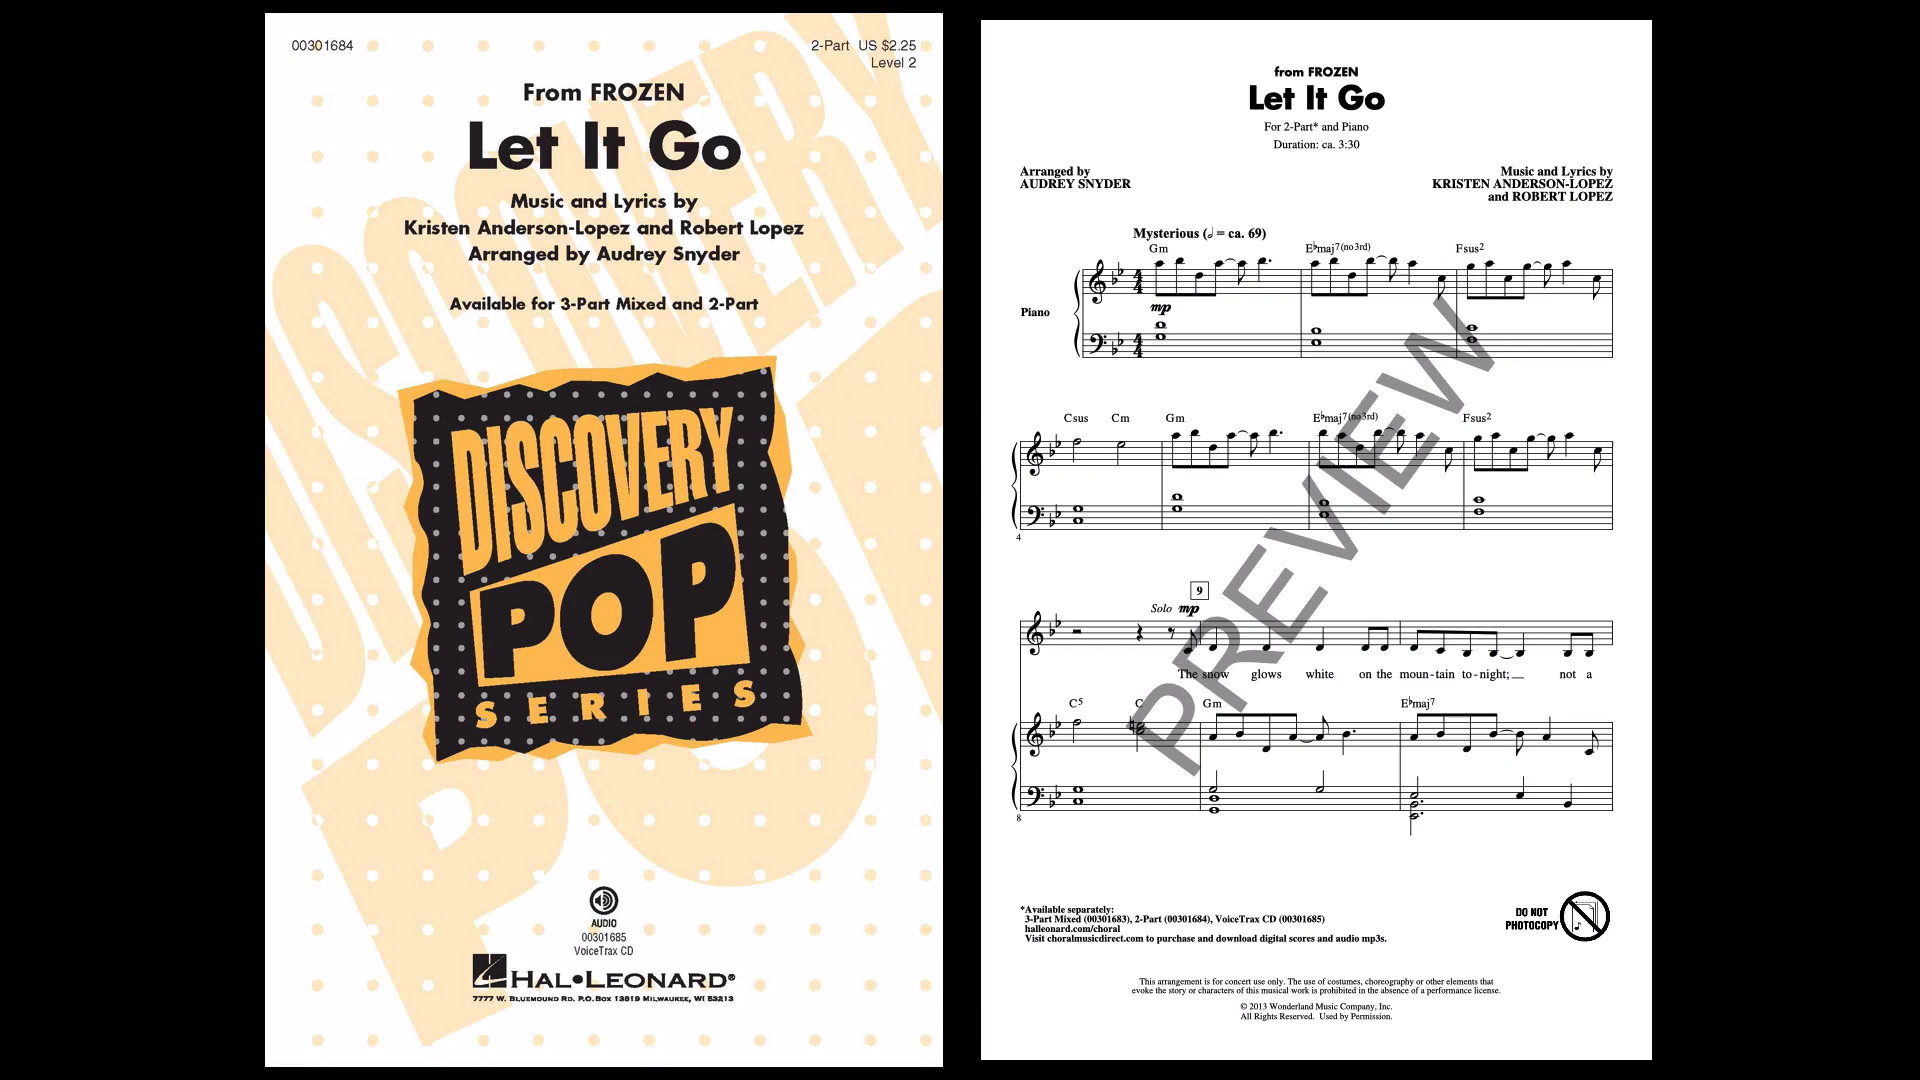 00301684
2-Part US $2.25
Level 2
From FROZEN
Let It Go
Music and Lyrics by
Kristen Anderson-Lopez and Robert Lopez
Arranged by Audrey Snyder
Available for 3-Part Mixed and 2-Part
DISCOVERY
POP
SERIES
AUDIO
00301685
VoiceTrax CD
HAL•LEONARD®
7777 W. BLUEMOUND RD. P.O. BOX 13819 MILWAUKEE, WI 53213
from FROZEN
Let It Go
For 2-Part* and Piano
Duration: ca. 3:30
Arranged by
AUDREY SNYDER
Music and Lyrics by
KRISTEN ANDERSON-LOPEZ
and ROBERT LOPEZ
Mysterious (𝅗𝅥 = ca. 69)
Gm E♭maj7(no3rd) Fsus2
Piano
mp
Csus Cm Gm E♭maj7(no3rd) Fsus2
4
9
Solo mp
The snow glows white on the moun-tain to-night; not a
C5 C Gm E♭maj7
8
PREVIEW
*Available separately:
3-Part Mixed (00301683), 2-Part (00301684), VoiceTrax CD (00301685)
halleonard.com/choral
Visit choralmusicdirect.com to purchase and download digital scores and audio mp3s.
DO NOT
PHOTOCOPY
This arrangement is for concert use only. The use of costumes, choreography or other elements that
evoke the story or characters of this musical work is prohibited in the absence of a performance license.
© 2013 Wonderland Music Company, Inc.
All Rights Reserved. Used by Permission.